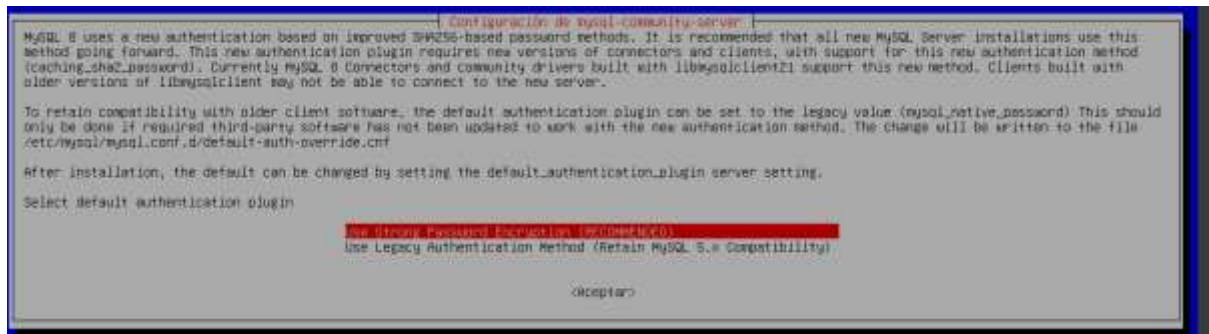 Configuración de mysql-community-server
MySQL 8 uses a new authentication based on improved SHA256-based password methods. It is recommended that all new MySQL Server installations use this
method going forward. This new authentication plugin requires new versions of connectors and clients, with support for this new authentication method
(caching_sha2_password). Currently MySQL 8 Connectors and community drivers built with libmysqlclient21 support this new method. Clients built with
older versions of libmysqlclient may not be able to connect to the new server.
To retain compatibility with older client software, the default authentication plugin can be set to the legacy value (mysql_native_password) This should
only be done if required third-party software has not been updated to work with the new authentication method. The change will be written to the file
/etc/mysql/mysql.conf.d/default-auth-override.cnf
After installation, the default can be changed by setting the default_authentication_plugin server setting.
Select default authentication plugin
Use Strong Password Encryption (RECOMMENDED)
Use Legacy Authentication Method (Retain MySQL 5.x Compatibility)
<Aceptar>